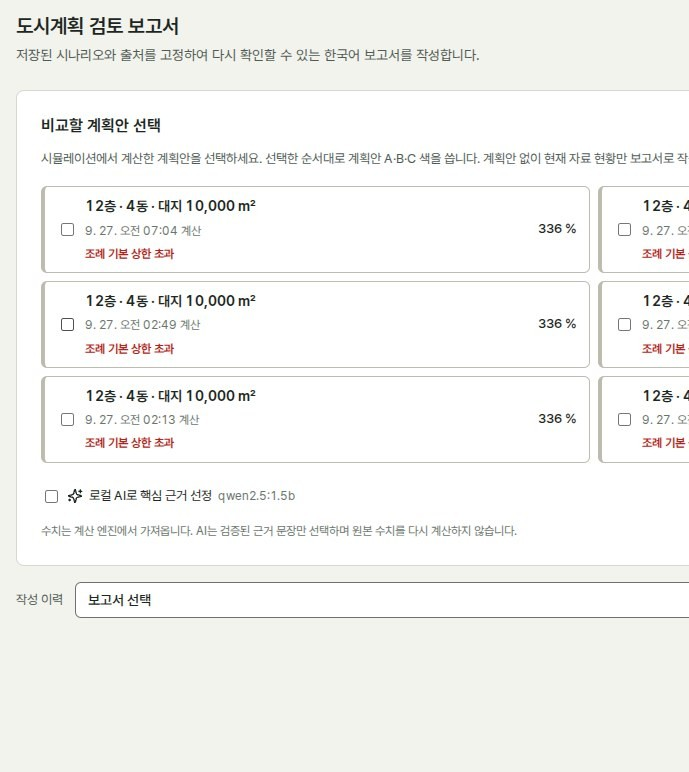 도시계획 검토 보고서
저장된 시나리오와 출처를 고정하여 다시 확인할 수 있는 한국어 보고서를 작성합니다.
비교할 계획안 선택
시뮬레이션에서 계산한 계획안을 선택하세요. 선택한 순서대로 계획안 A·B·C 색을 씁니다. 계획안 없이 현재 자료 현황만 보고서로 작
12층 · 4동 · 대지 10,000 m²
9. 27. 오전 07:04 계산
336 %
조례 기본 상한 초과
12층 · 4
9. 27. 오전
조례 기본
12층 · 4동 · 대지 10,000 m²
9. 27. 오전 02:49 계산
336 %
조례 기본 상한 초과
12층 · 4
9. 27. 오전
조례 기본
12층 · 4동 · 대지 10,000 m²
9. 27. 오전 02:13 계산
336 %
조례 기본 상한 초과
12층 · 4
9. 27. 오전
조례 기본
로컬 AI로 핵심 근거 선정 qwen2.5:1.5b
수치는 계산 엔진에서 가져옵니다. AI는 검증된 근거 문장만 선택하며 원본 수치를 다시 계산하지 않습니다.
작성 이력
보고서 선택